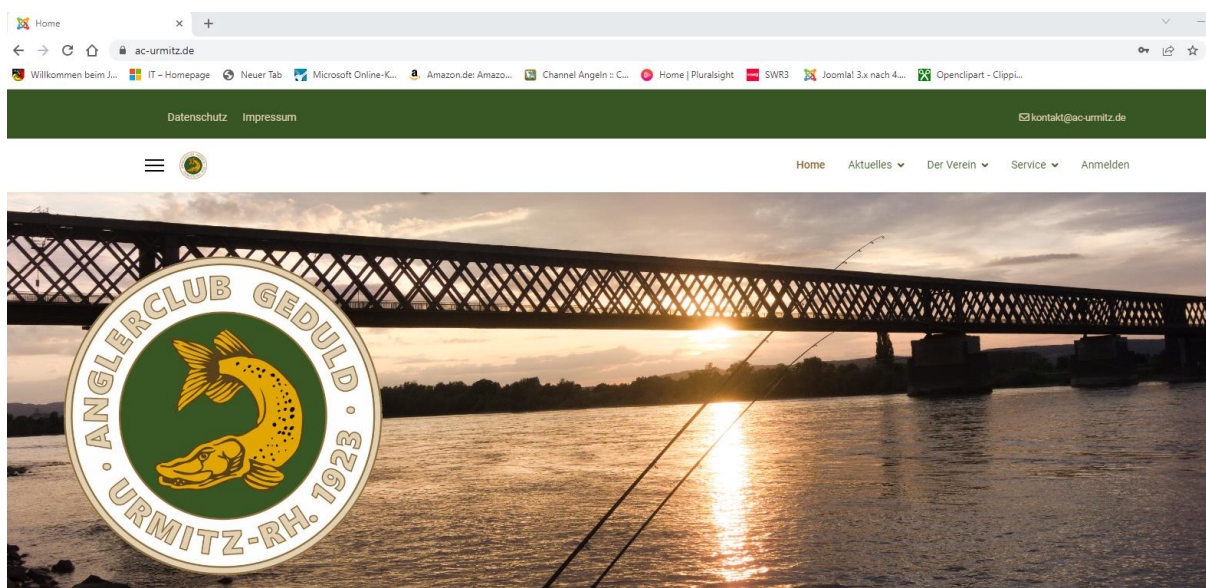 Home
ac-urmitz.de
Willkommen beim J... IT – Homepage Neuer Tab Microsoft Online-K... Amazon.de: Amazo... Channel Angeln :: C... Home | Pluralsight SWR3 Joomla! 3.x nach 4.... Openclipart - Clippi...
Datenschutz Impressum kontakt@ac-urmitz.de
Home Aktuelles Der Verein Service Anmelden
· ANGLERCLUB GEDULD ·
URMITZ-RH. 1923